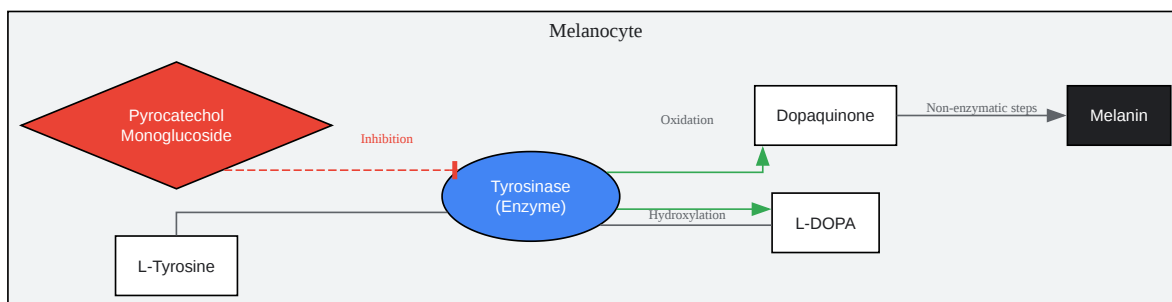 Melanocyte
Pyrocatechol
Monoglucoside
Inhibition
Oxidation
Dopaquinone
Non-enzymatic steps
Melanin
Tyrosinase
(Enzyme)
Hydroxylation
L-DOPA
L-Tyrosine